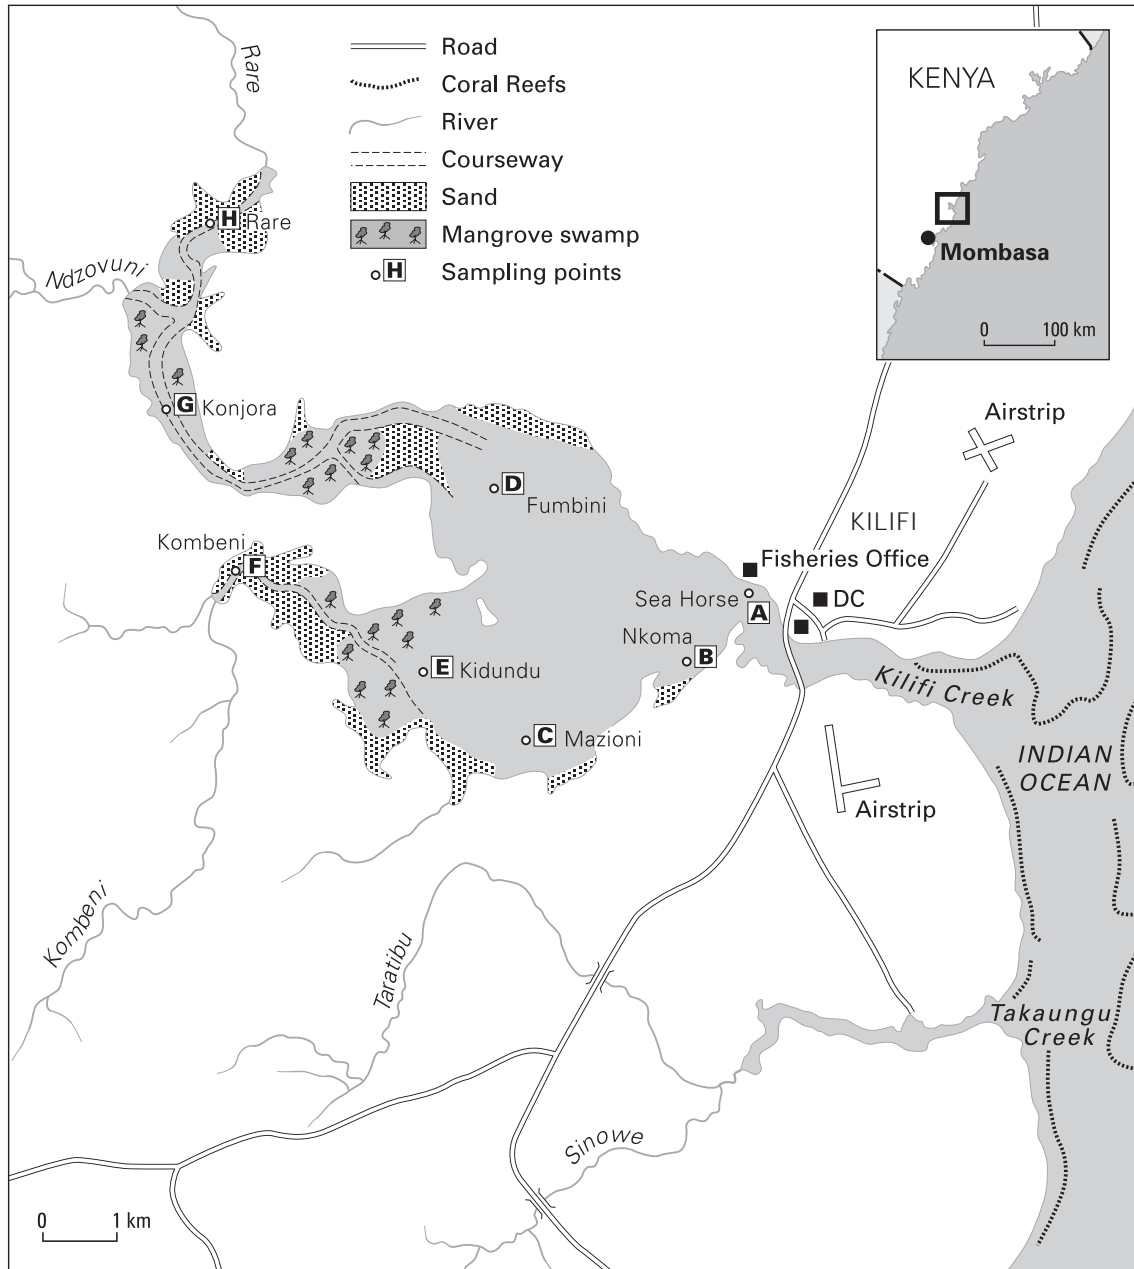 Rare
Road
Coral Reefs
River
Courseway
Sand
Mangrove swamp
H Sampling points
KENYA
Mombasa
0 100 km
H Rare
Ndzovuni
G Konjora
Airstrip
D
Fumbini
KILIFI
Kombeni
F
Fisheries Office
Sea Horse
A
DC
Nkoma
B
E Kidundu
Kilifi Creek
C Mazioni
INDIAN
OCEAN
Airstrip
Kombeni
Taratibu
Takaungu
Creek
Sinowe
0 1 km